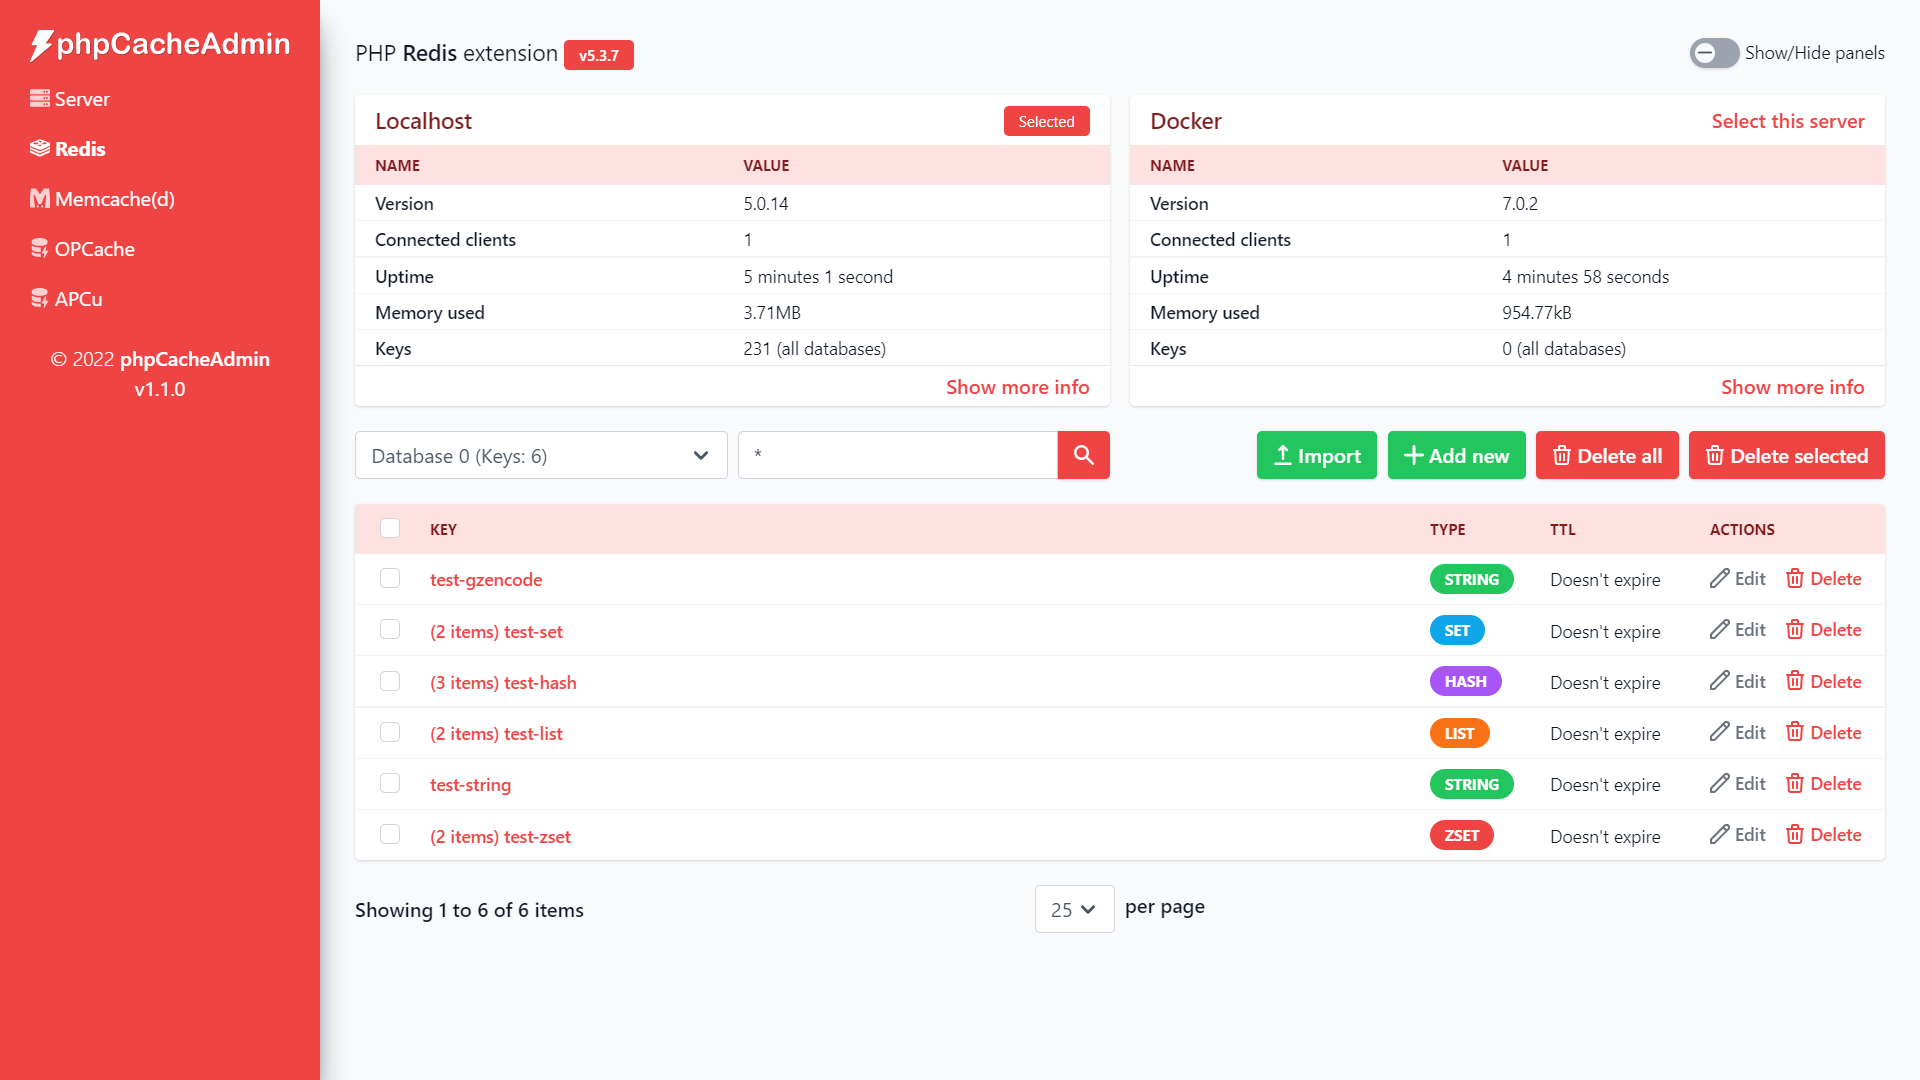 phpCacheAdmin
Server
Redis
Memcache(d)
OPCache
APCu
© 2022 phpCacheAdmin
v1.1.0
PHP Redis extension v5.3.7
Show/Hide panels
Localhost Selected
NAME VALUE
Version 5.0.14
Connected clients 1
Uptime 5 minutes 1 second
Memory used 3.71MB
Keys 231 (all databases)
Show more info
Docker Select this server
NAME VALUE
Version 7.0.2
Connected clients 1
Uptime 4 minutes 58 seconds
Memory used 954.77kB
Keys 0 (all databases)
Show more info
Database 0 (Keys: 6) * Import Add new Delete all Delete selected
KEY TYPE TTL ACTIONS
test-gzencode STRING Doesn't expire Edit Delete
(2 items) test-set SET Doesn't expire Edit Delete
(3 items) test-hash HASH Doesn't expire Edit Delete
(2 items) test-list LIST Doesn't expire Edit Delete
test-string STRING Doesn't expire Edit Delete
(2 items) test-zset ZSET Doesn't expire Edit Delete
Showing 1 to 6 of 6 items 25 per page